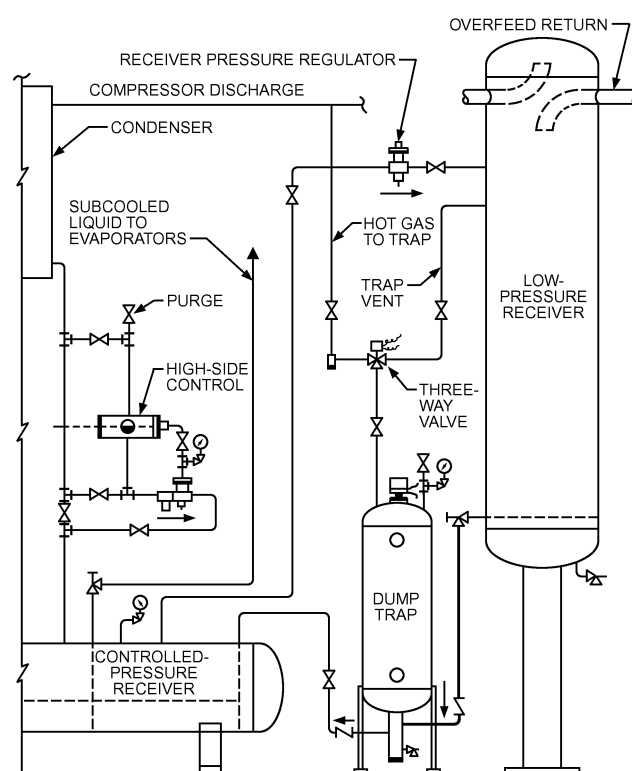 OVERFEED RETURN
RECEIVER PRESSURE REGULATOR
COMPRESSOR DISCHARGE
CONDENSER
SUBCOOLED
LIQUID TO
EVAPORATORS
HOT GAS
TO TRAP
TRAP
VENT
LOW-
PRESSURE
RECEIVER
PURGE
HIGH-SIDE
CONTROL
THREE-
WAY
VALVE
DUMP
TRAP
CONTROLLED-
PRESSURE
RECEIVER